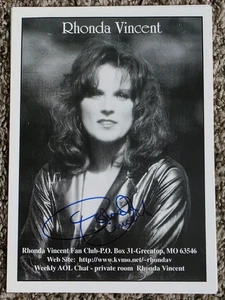 Rhonda Vincent
Rhonda Vincent Fan Club-P.O. Box 31-Greentop, MO 63546
Web Site: http://www.kvmo.net/~rhondav
Weekly AOL Chat - private room Rhonda Vincent